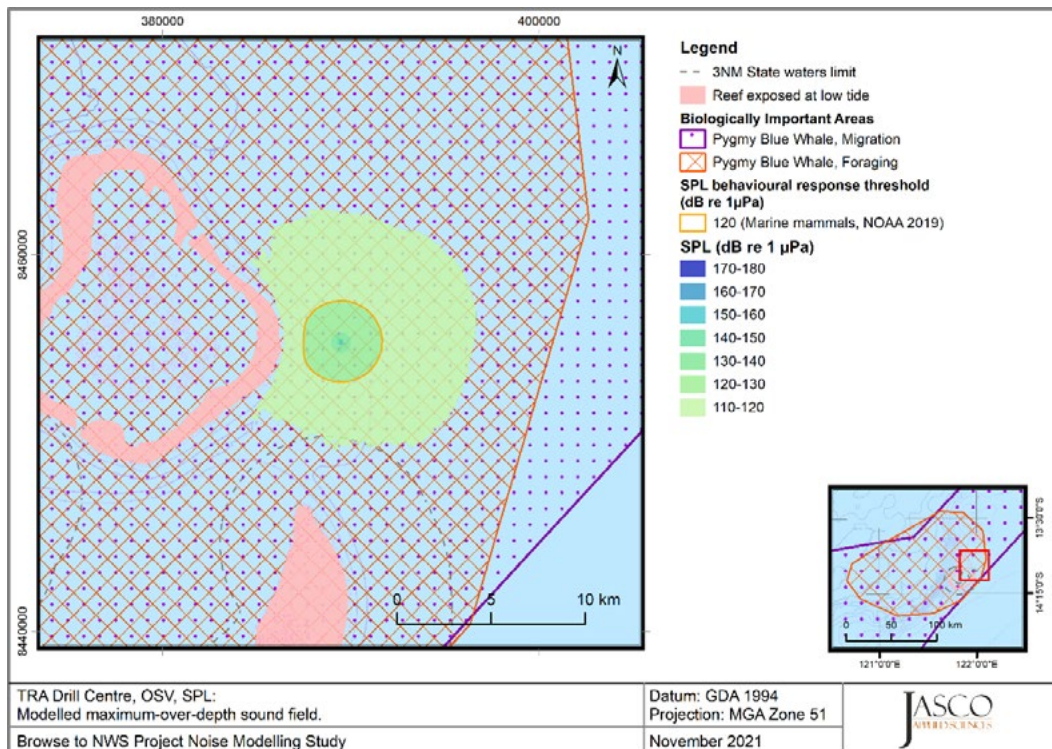 380000
400000
8460000
8440000
N
0 5 10 km
Legend
3NM State waters limit
Reef exposed at low tide
Biologically Important Areas
Pygmy Blue Whale, Migration
Pygmy Blue Whale, Foraging
SPL behavioural response threshold
(dB re 1µPa)
120 (Marine mammals, NOAA 2019)
SPL (dB re 1 µPa)
170-180
160-170
150-160
140-150
130-140
120-130
110-120
13°30'0"S
14°15'0"S
0 50 100 km
121°0'0"E
122°0'0"E
TRA Drill Centre, OSV, SPL:
Modelled maximum-over-depth sound field.
Browse to NWS Project Noise Modelling Study
Datum: GDA 1994
Projection: MGA Zone 51
November 2021
JASCO
APPLIED SCIENCES